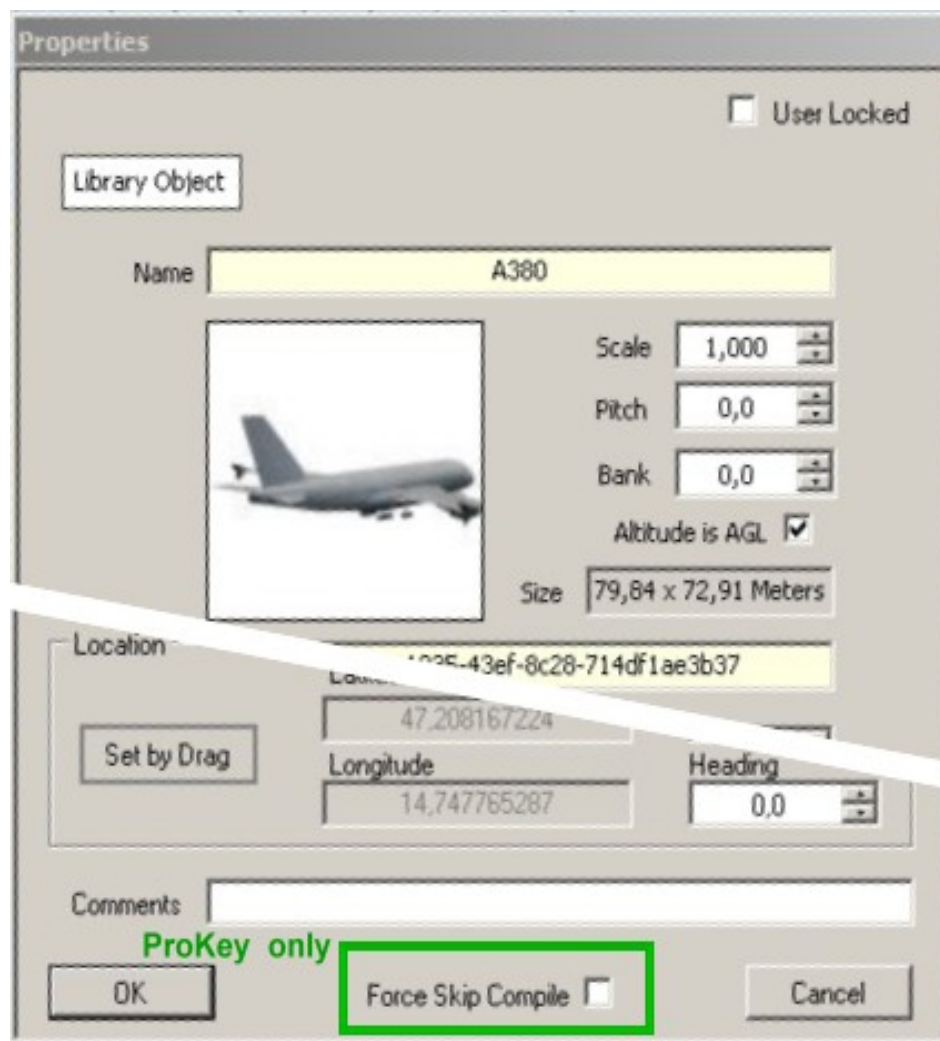 Properties
User Locked
Library Object
Name A380
Scale 1,000
Pitch 0,0
Bank 0,0
Altitude is AGL
Size 79,84 x 72,91 Meters
Location
-43ef-8c28-714df1ae3b37
47,208167224
Set by Drag
Longitude
Heading
14,747765287
0,0
Comments
ProKey only
OK
Force Skip Compile
Cancel